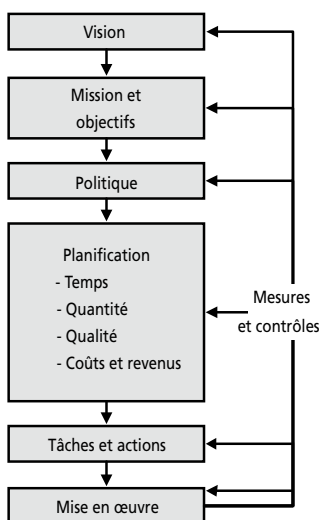 Vision
Mission et
objectifs
Politique
Planification
- Temps
- Quantité
- Qualité
- Coûts et revenus
Mesures
et contrôles
Tâches et actions
Mise en œuvre